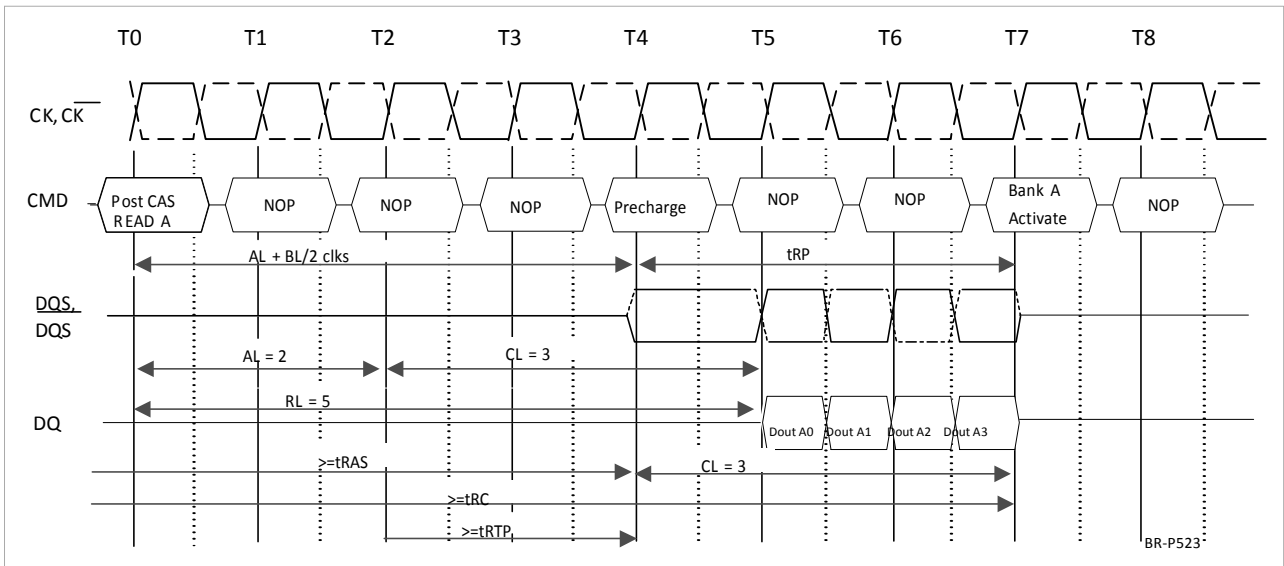 T0 T1 T2 T3 T4 T5 T6 T7 T8
CK, CK
CMD
Post CAS
READ A
NOP
NOP
NOP
Precharge
NOP
NOP
Bank A
Activate
NOP
AL + BL/2 clks
tRP
DQS,
DQS
AL = 2
CL = 3
RL = 5
DQ
Dout A0
Dout A1
Dout A2
Dout A3
>=tRAS
CL = 3
>=tRC
>=tRTP
BR-P523